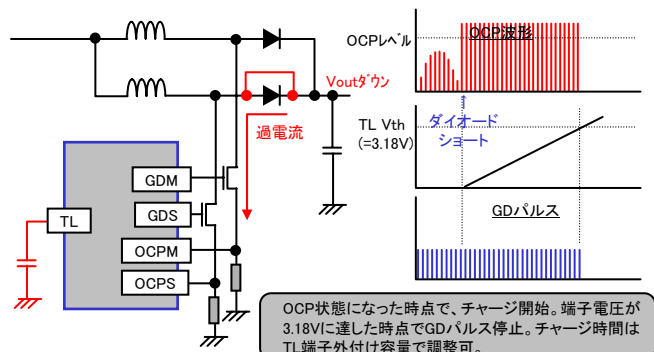 OCPﾚﾍﾞﾙ
OCP波形
Voutﾀﾞｳﾝ
過電流
TL Vth
(=3.18V)
ダイオード
ショート
↑
GDパルス
GDM
GDS
TL
OCPM
OCPS
OCP状態になった時点で、チャージ開始。端子電圧が
3.18Vに達した時点でGDパルス停止。チャージ時間は
TL端子外付け容量で調整可。